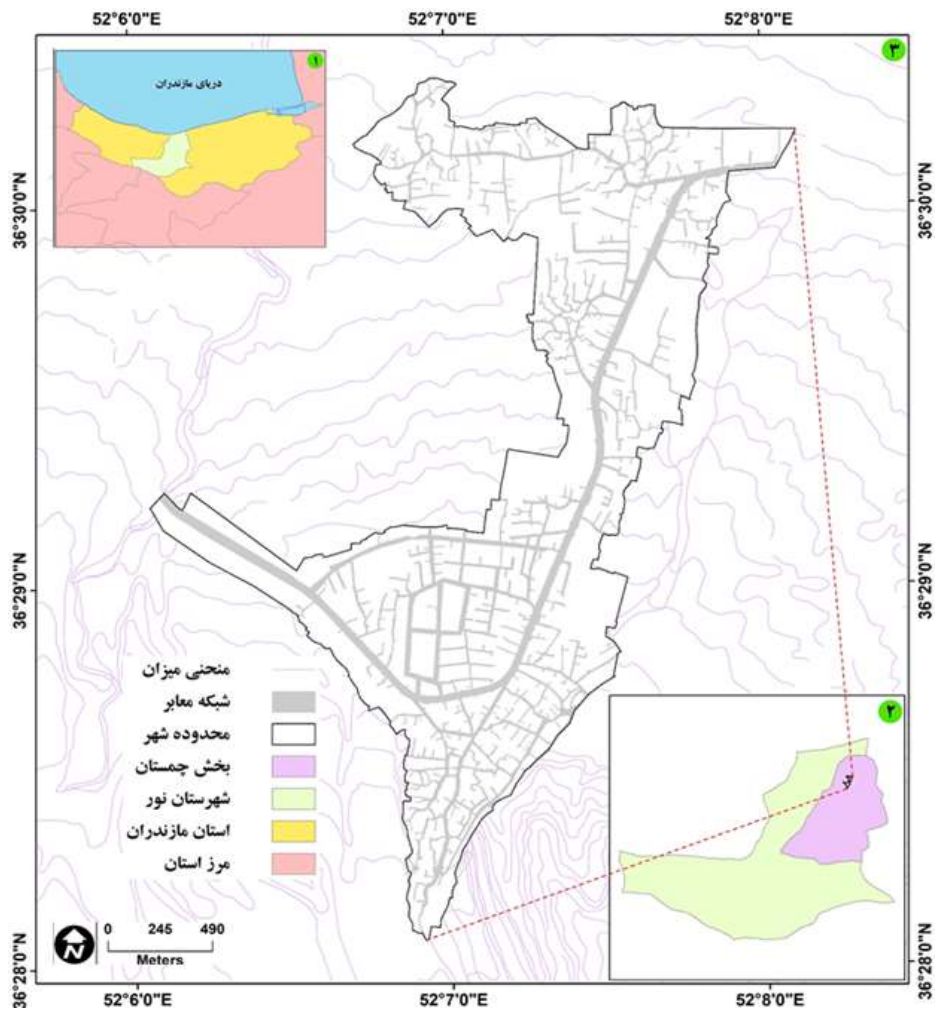 52°6'0"E
52°7'0"E
52°8'0"E
۱
دریای مازندران
۳
36°30'0"N
36°30'0"N
36°29'0"N
36°29'0"N
منحنی میزان
شبکه معابر
محدوده شهر
بخش چمستان
شهرستان نور
استان مازندران
مرز استان
۲
N
0 245 490
Meters
36°28'0"N
36°28'0"N
52°6'0"E
52°7'0"E
52°8'0"E